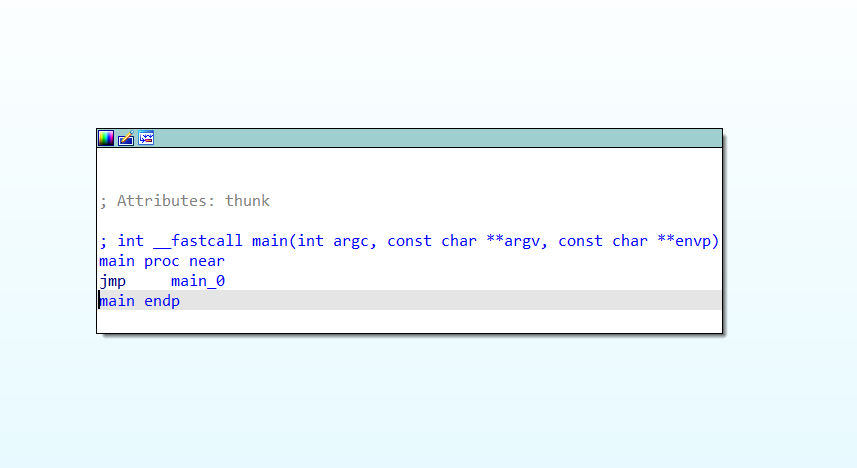 ; Attributes: thunk
; int __fastcall main(int argc, const char **argv, const char **envp)
main proc near
jmp     main_0
main endp